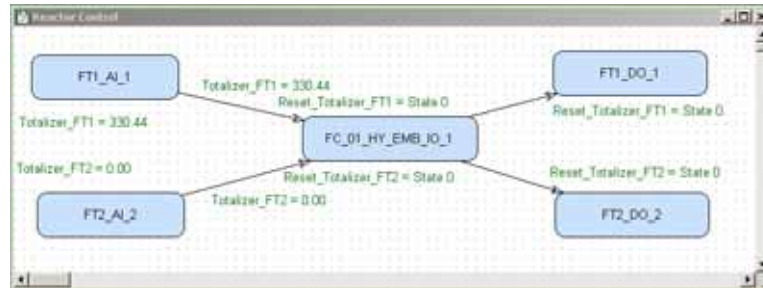 Reactor Control
FT1_AI_1
Totalizer_FT1 = 330.44
Totalizer_FT1 = 330.44
Reset_Totalizer_FT1 = State 0
FT1_DO_1
Reset_Totalizer_FT1 = State 0
FC_01_HY_EMB_IO_1
Totalizer_FT2 = 0.00
Reset_Totalizer_FT2 = State 0
Reset_Totalizer_FT2 = State 0
Totalizer_FT2 = 0.00
FT2_AI_2
FT2_DO_2